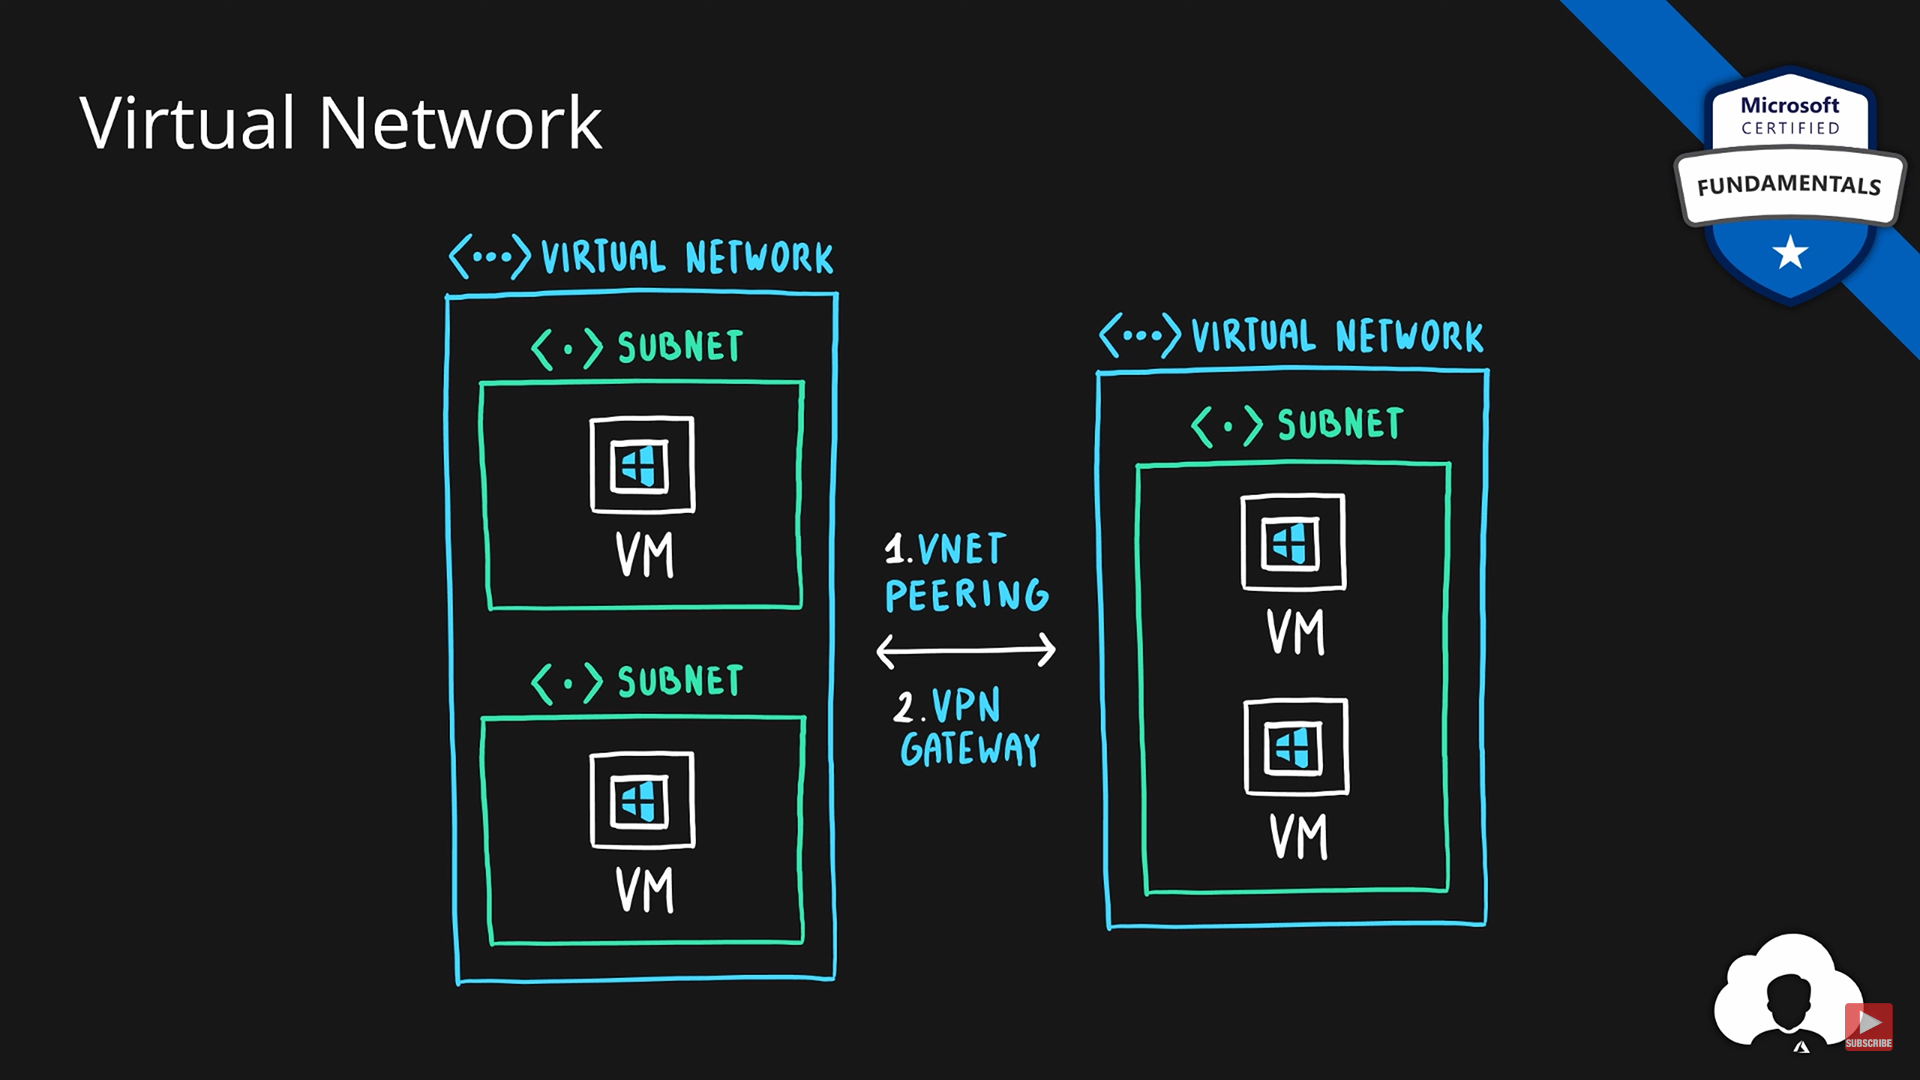 Virtual Network
Microsoft
CERTIFIED
FUNDAMENTALS
<···> VIRTUAL NETWORK
<·> SUBNET
VM
<·> SUBNET
VM
1. VNET
PEERING
2. VPN
GATEWAY
<···> VIRTUAL NETWORK
<·> SUBNET
VM
VM
SUBSCRIBE